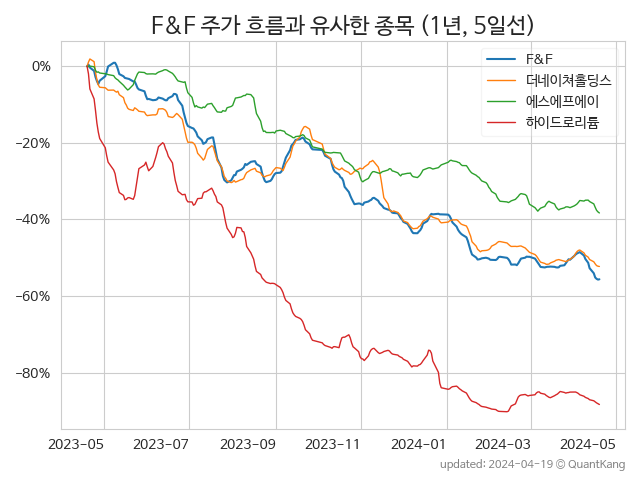 F&F 주가 흐름과 유사한 종목 (1년, 5일선)
F&F
더네이쳐홀딩스
에스에프에이
하이드로리튬
0%
−20%
−40%
−60%
−80%
2023-05 2023-07 2023-09 2023-11 2024-01 2024-03 2024-05
updated: 2024-04-19 © QuantKang